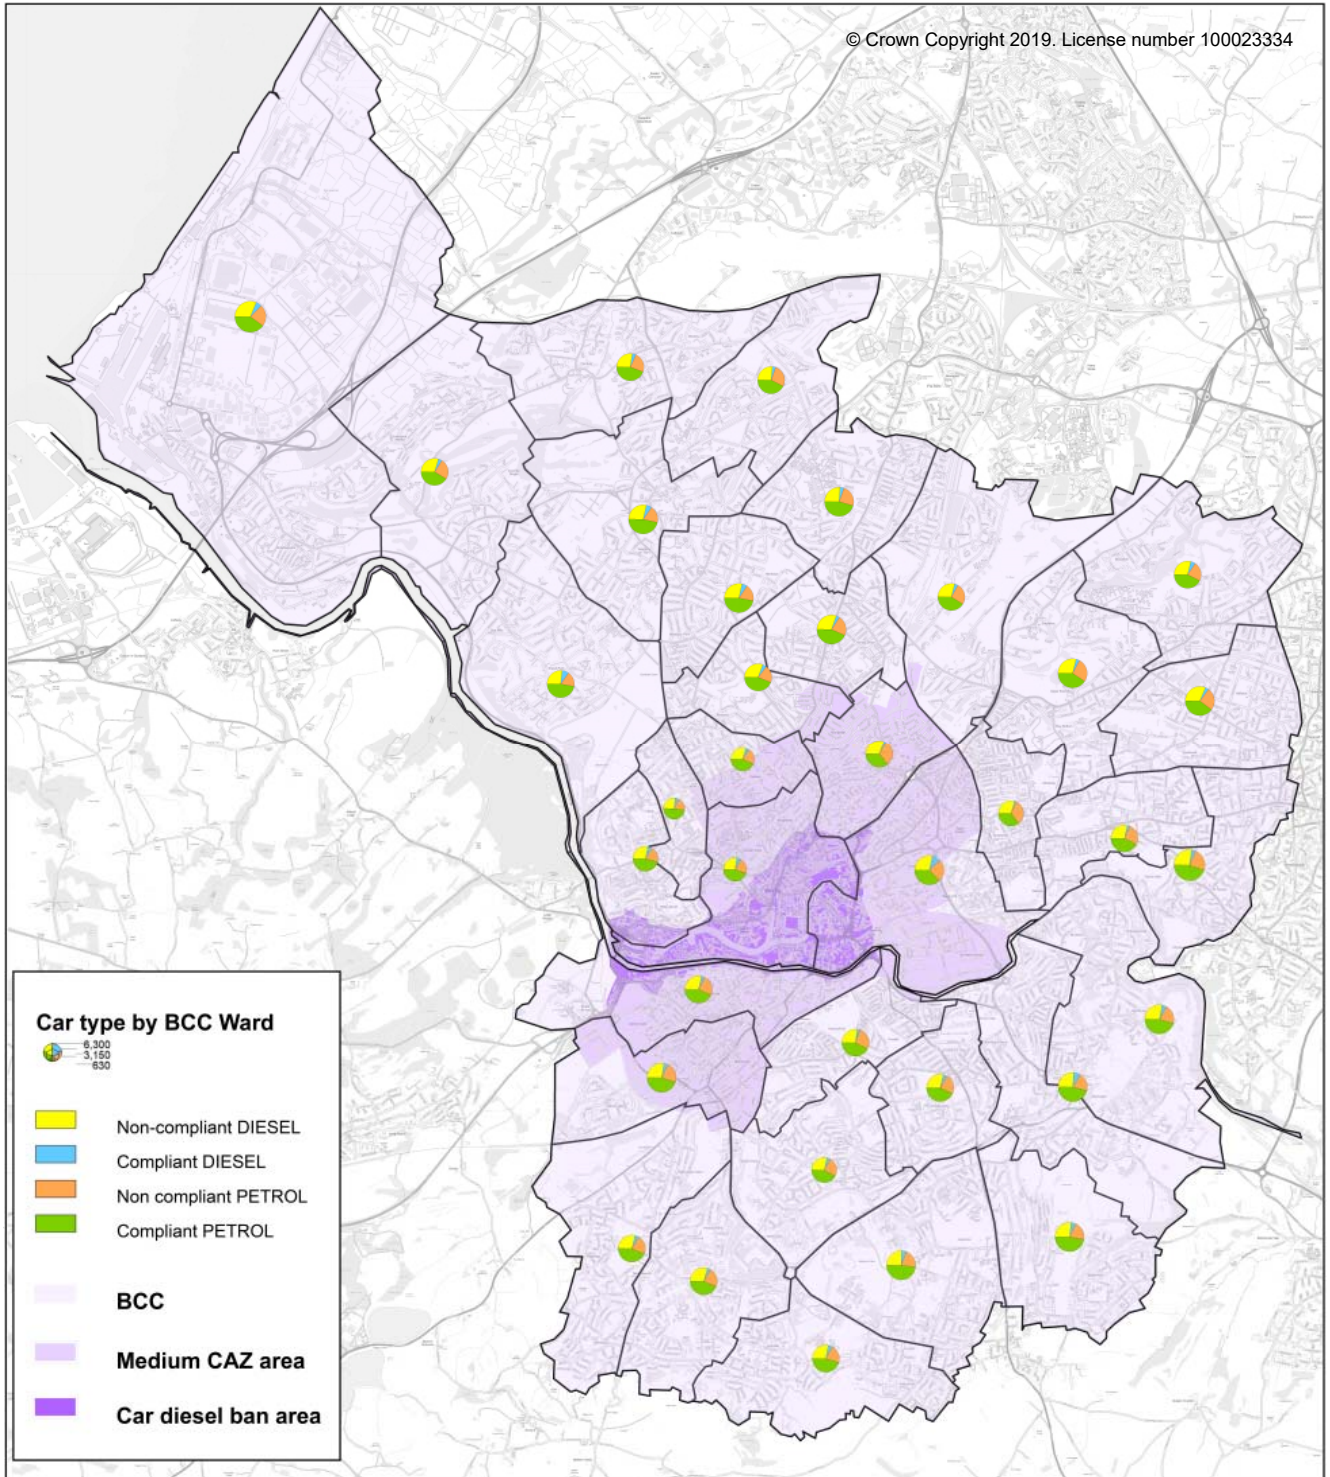 © Crown Copyright 2019. License number 100023334
Car type by BCC Ward
6,300
3,150
630
Non-compliant DIESEL
Compliant DIESEL
Non compliant PETROL
Compliant PETROL
BCC
Medium CAZ area
Car diesel ban area